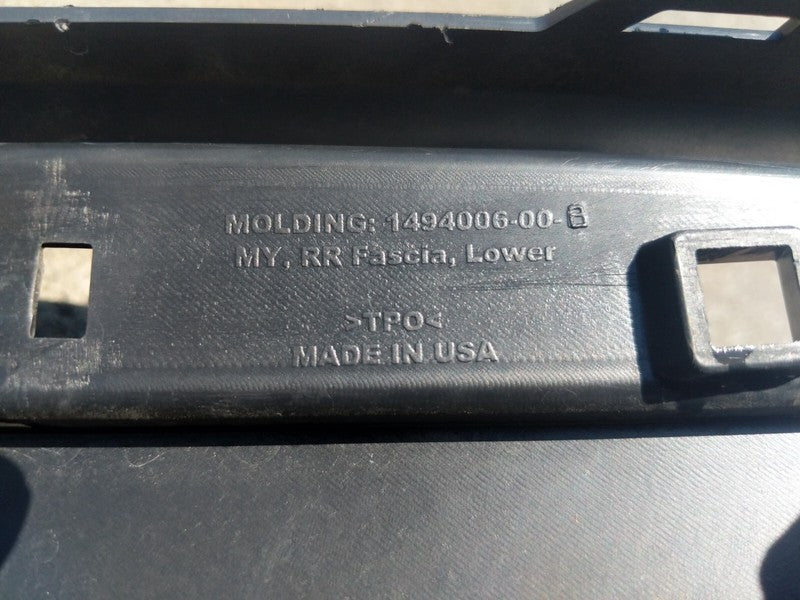 MOLDING: 1494006-00-
MY, RR Fascia, Lower
>TPO<
MADE IN USA